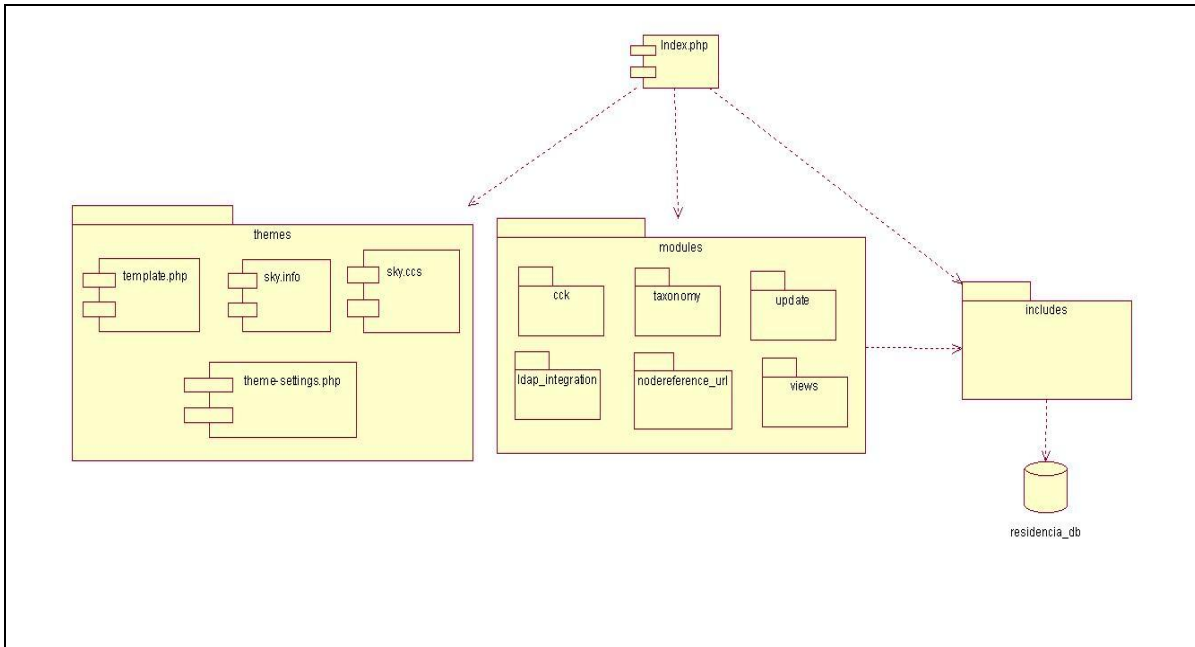 Index.php
themes
template.php
sky.info
sky.ccs
theme-settings.php
modules
cck
taxonomy
update
ldap_integration
nodereference_url
views
includes
residencia_db